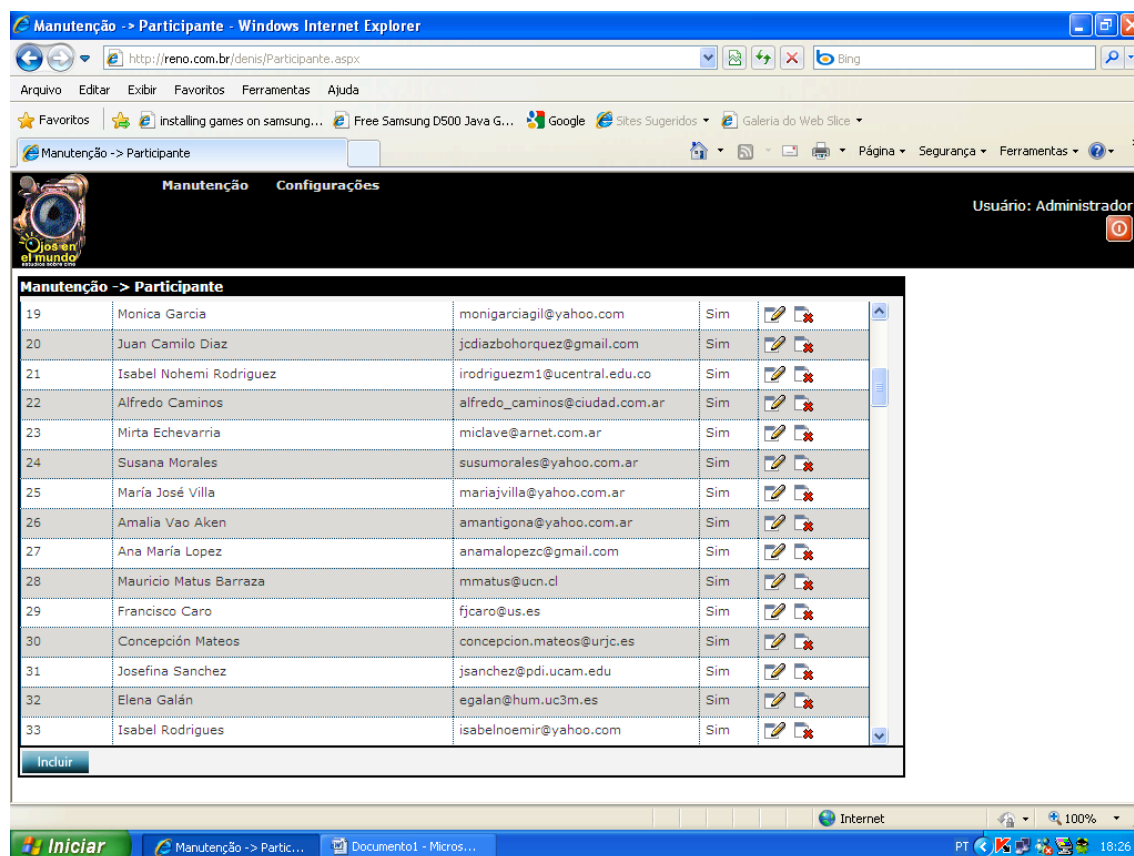 Manutenção -> Participante - Windows Internet Explorer
http://reno.com.br/denis/Participante.aspx
Bing
Arquivo Editar Exibir Favoritos Ferramentas Ajuda
Favoritos installing games on samsung... Free Samsung D500 Java G... Google Sites Sugeridos Galeria do Web Slice
Manutenção -> Participante Página Segurança Ferramentas
Manutenção Configurações
Usuário: Administrador
Ojos en
el mundo
estudios sobre cine
Manutenção -> Participante
19 Monica Garcia monigarciagil@yahoo.com Sim
20 Juan Camilo Diaz jcdiazbohorquez@gmail.com Sim
21 Isabel Nohemi Rodriguez irodriguezm1@ucentral.edu.co Sim
22 Alfredo Caminos alfredo_caminos@ciudad.com.ar Sim
23 Mirta Echevarria miclave@arnet.com.ar Sim
24 Susana Morales susumorales@yahoo.com.ar Sim
25 María José Villa mariajvilla@yahoo.com.ar Sim
26 Amalia Vao Aken amantigona@yahoo.com.ar Sim
27 Ana María Lopez anamalopezc@gmail.com Sim
28 Mauricio Matus Barraza mmatus@ucn.cl Sim
29 Francisco Caro fjcaro@us.es Sim
30 Concepción Mateos concepcion.mateos@urjc.es Sim
31 Josefina Sanchez jsanchez@pdi.ucam.edu Sim
32 Elena Galán egalan@hum.uc3m.es Sim
33 Isabel Rodrigues isabelnoemir@yahoo.com Sim
Incluir
Internet 100%
Iniciar Manutenção -> Partic... Documento1 - Micros... PT 18:26